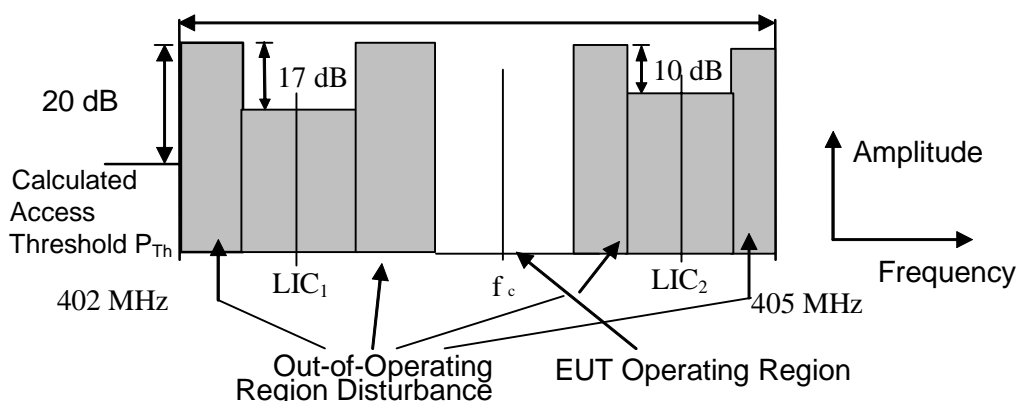 20 dB
17 dB
10 dB
Calculated
Access
Threshold P_Th
Amplitude
Frequency
402 MHz
LIC₁
f c
LIC₂
405 MHz
Out-of-Operating
Region Disturbance
EUT Operating Region